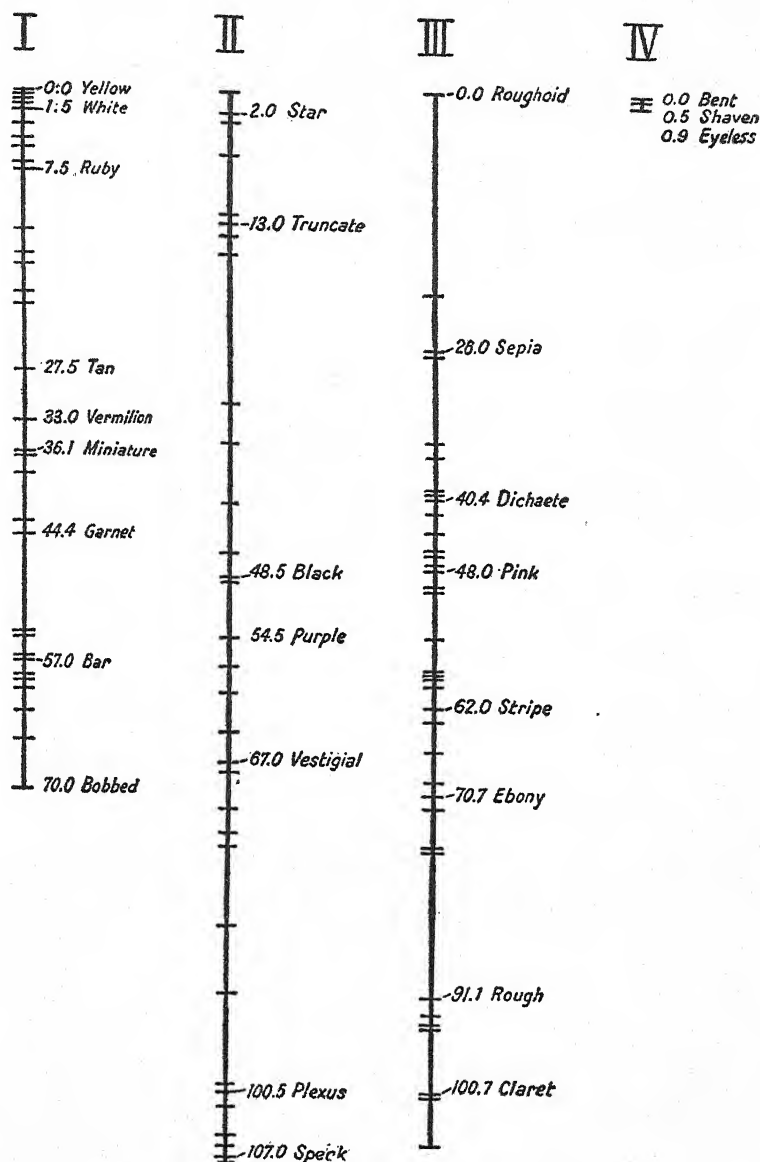 I
0.0 Yellow
1.5 White
7.5 Ruby
27.5 Tan
33.0 Vermilion
36.1 Miniature
44.4 Garnet
57.0 Bar
70.0 Bobbed
II
2.0 Star
13.0 Truncate
48.5 Black
54.5 Purple
67.0 Vestigial
100.5 Plexus
107.0 Speck
III
0.0 Roughoid
26.0 Sepia
40.4 Dichaete
48.0 Pink
62.0 Stripe
70.7 Ebony
91.1 Rough
100.7 Claret
IV
0.0 Bent
0.5 Shaven
0.9 Eyeless